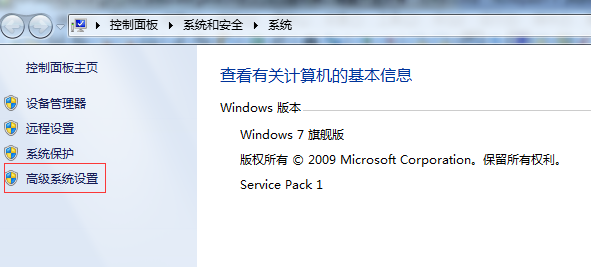 控制面板 系统和安全 系统
控制面板主页
设备管理器
远程设置
系统保护
高级系统设置
查看有关计算机的基本信息
Windows 版本
Windows 7 旗舰版
版权所有 © 2009 Microsoft Corporation。保留所有权利。
Service Pack 1